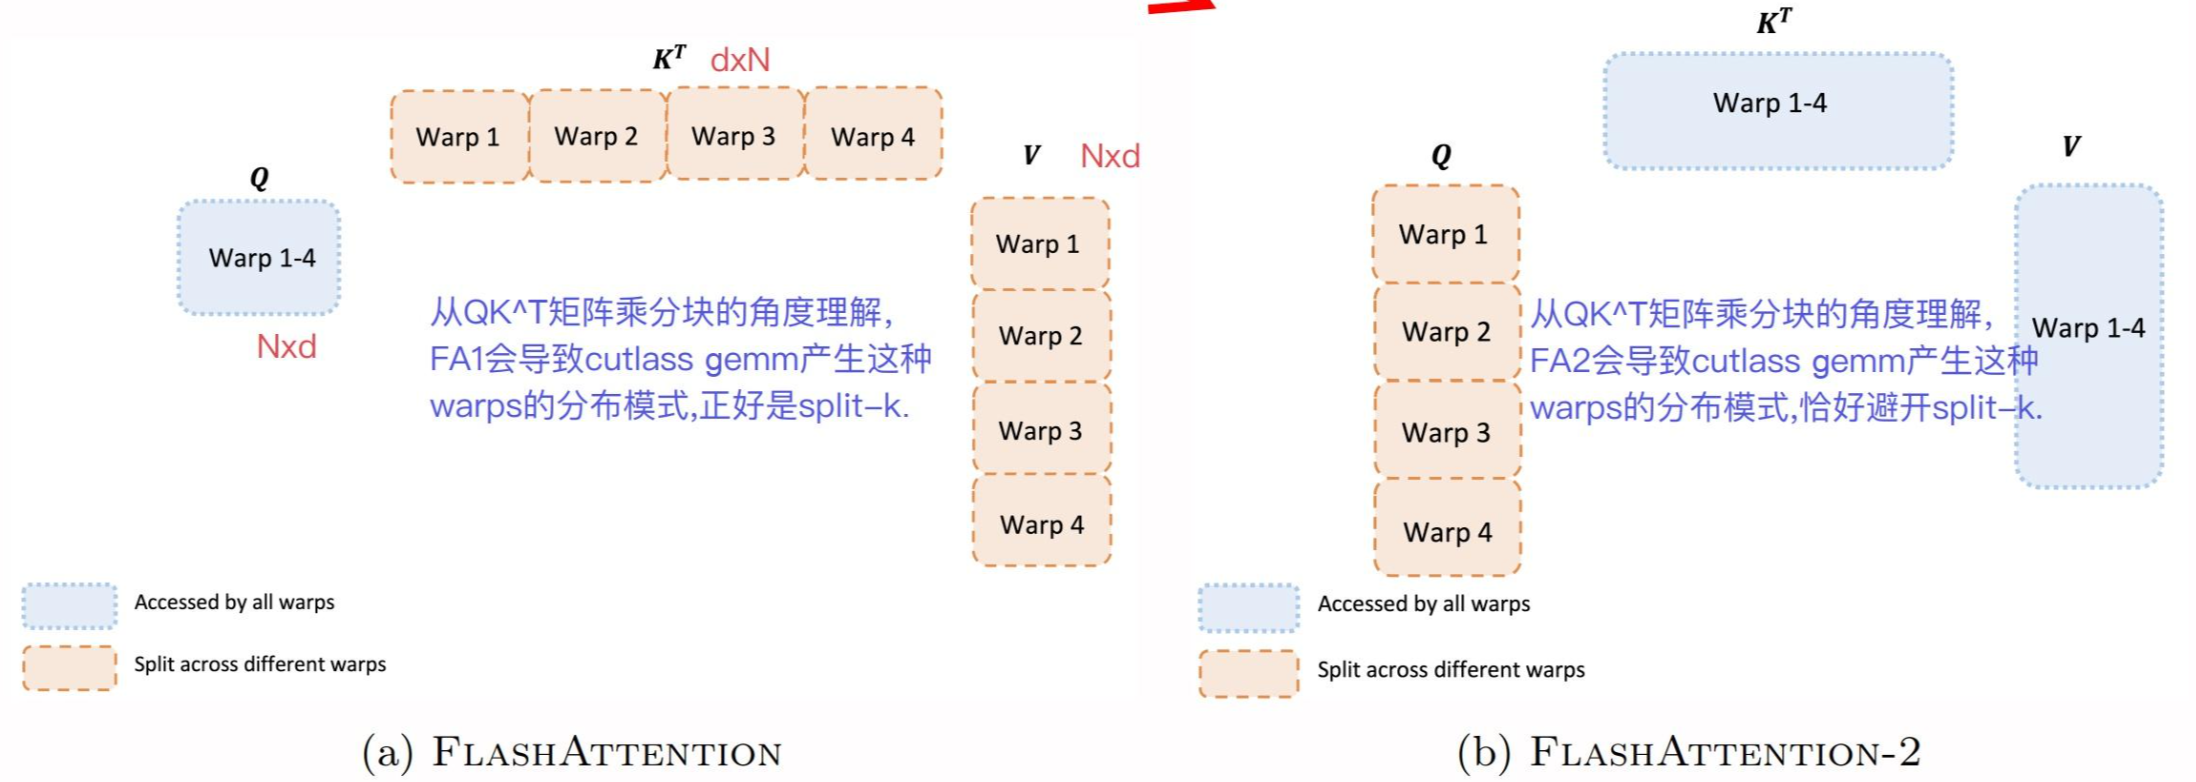 K^T dxN
Warp 1 Warp 2 Warp 3 Warp 4
Q
Warp 1-4
Nxd
V Nxd
Warp 1
Warp 2
Warp 3
Warp 4
从QK^T矩阵乘分块的角度理解,
FA1会导致cutlass gemm产生这种
warps的分布模式,正好是split-k.
Accessed by all warps
Split across different warps
(a) FLASHATTENTION
K^T
Warp 1-4
Q
Warp 1
Warp 2
Warp 3
Warp 4
V
Warp 1-4
从QK^T矩阵乘分块的角度理解,
FA2会导致cutlass gemm产生这种
warps的分布模式,恰好避开split-k.
Accessed by all warps
Split across different warps
(b) FLASHATTENTION-2